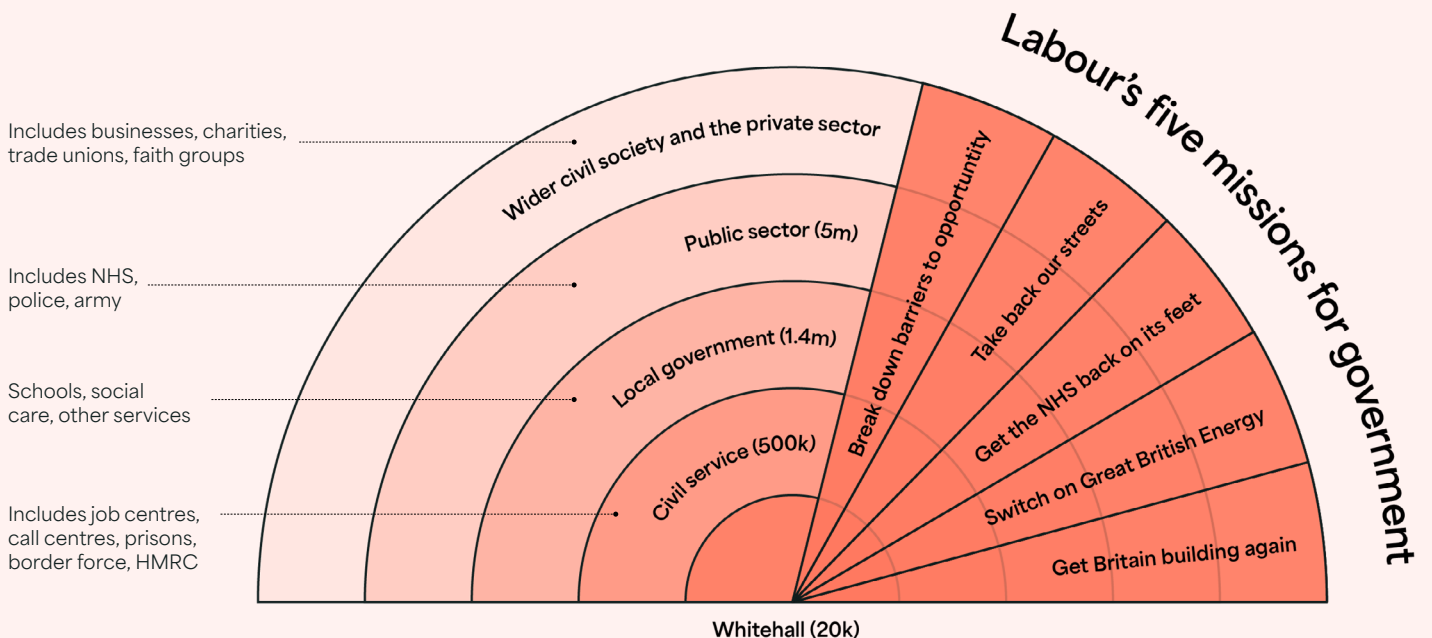 Labour's five missions for government
Includes businesses, charities,
trade unions, faith groups
Wider civil society and the private sector
Includes NHS,
police, army
Public sector (5m)
Schools, social
care, other services
Local government (1.4m)
Includes job centres,
call centres, prisons,
border force, HMRC
Civil service (500k)
Whitehall (20k)
Break down barriers to opportuntity
Take back our streets
Get the NHS back on its feet
Switch on Great British Energy
Get Britain building again